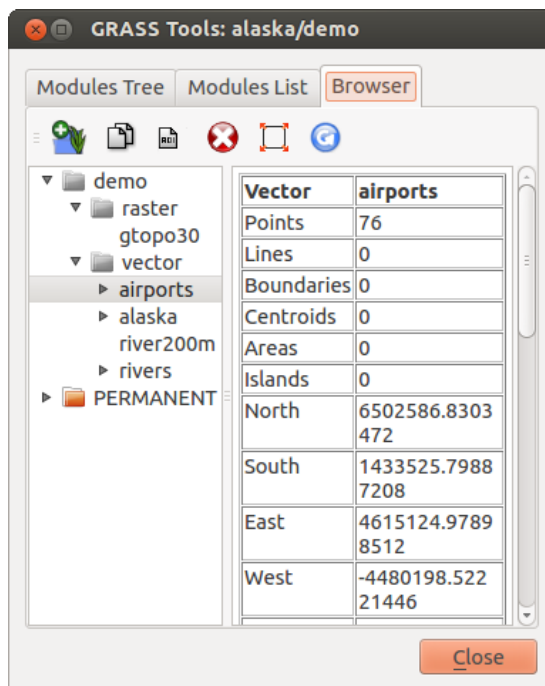 GRASS Tools: alaska/demo
Modules Tree
Modules List
Browser
demo
raster
gtopo30
vector
airports
alaska
river200m
rivers
PERMANENT
Vector airports
Points 76
Lines 0
Boundaries 0
Centroids 0
Areas 0
Islands 0
North 6502586.8303
472
South 1433525.7988
7208
East 4615124.9789
8512
West -4480198.522
21446
Close